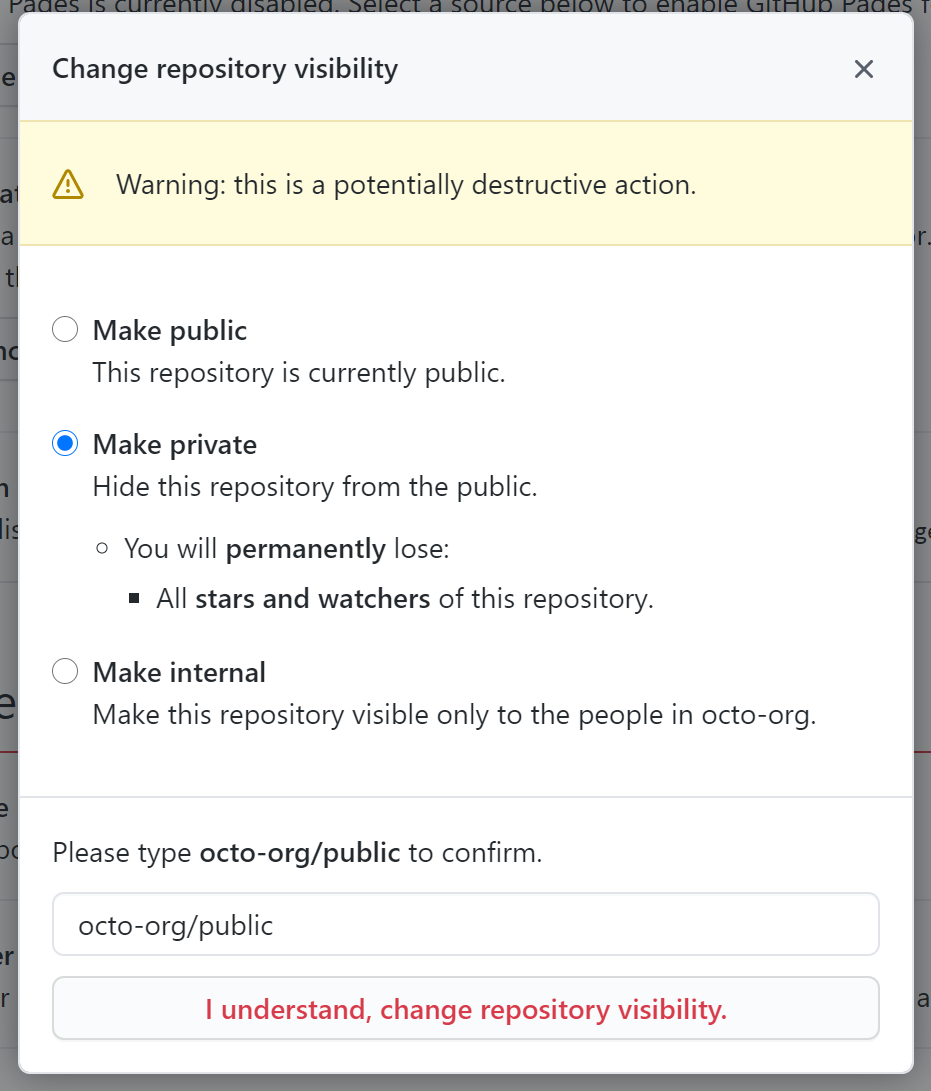 Pages is currently disabled. Select a source below to enable GitHub Pages f
Change repository visibility
Warning: this is a potentially destructive action.
Make public
This repository is currently public.
Make private
Hide this repository from the public.
You will permanently lose:
All stars and watchers of this repository.
Make internal
Make this repository visible only to the people in octo-org.
Please type octo-org/public to confirm.
octo-org/public
I understand, change repository visibility.